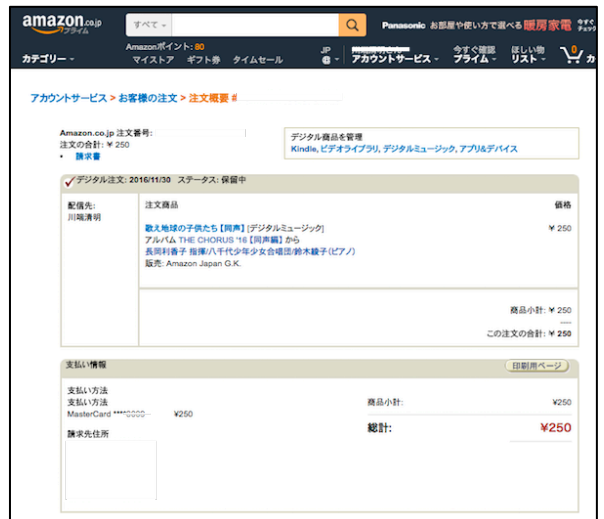 amazon.co.jp
プライム
すべて
Panasonic お部屋や使い方で選べる 暖房家電
カテゴリー
Amazonポイント: 80
マイストア ギフト券 タイムセール
JP
アカウントサービス
今すぐ確認
プライム
ほしい物
リスト
0
カ
アカウントサービス > お客様の注文 > 注文概要 #
Amazon.co.jp 注文番号:
注文の合計: ¥ 250
• 請求書
デジタル商品を管理
Kindle, ビデオライブラリ, デジタルミュージック, アプリ&デバイス
デジタル注文: 2016/11/30 ステータス: 保留中
配信先:
川端清明
注文商品
価格
歌え地球の子供たち【同声】 [デジタルミュージック]
¥ 250
アルバム THE CHORUS '16【同声編】 から
長岡利香子 指揮/八千代少年少女合唱団/鈴木綾子(ピアノ)
販売: Amazon Japan G.K.
商品小計: ¥ 250
----
この注文の合計: ¥ 250
支払い情報
印刷用ページ
支払い方法
支払い方法
MasterCard ¥250
請求先住所
商品小計: ¥250
総計: ¥250